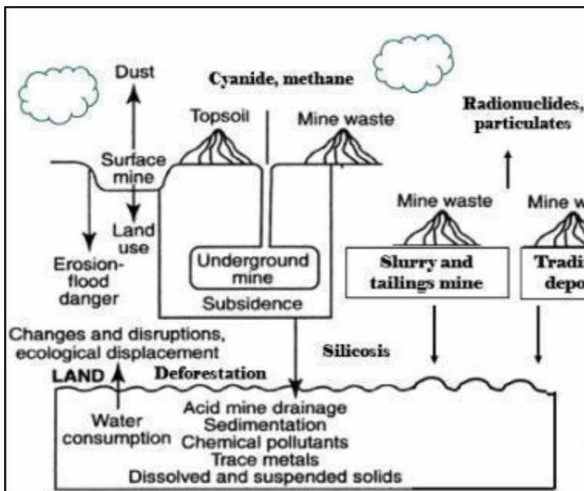 Dust
Cyanide, methane
Radionuclides,
particulates
Topsoil
Mine waste
Surface
mine
Land
use
Erosion-
flood
danger
Underground
mine
Subsidence
Mine waste
Slurry and
tailings mine
Mine
Changes and disruptions,
ecological displacement
Silicosis
LAND
Deforestation
Water
consumption
Acid mine drainage
Sedimentation
Chemical pollutants
Trace metals
Dissolved and suspended solids